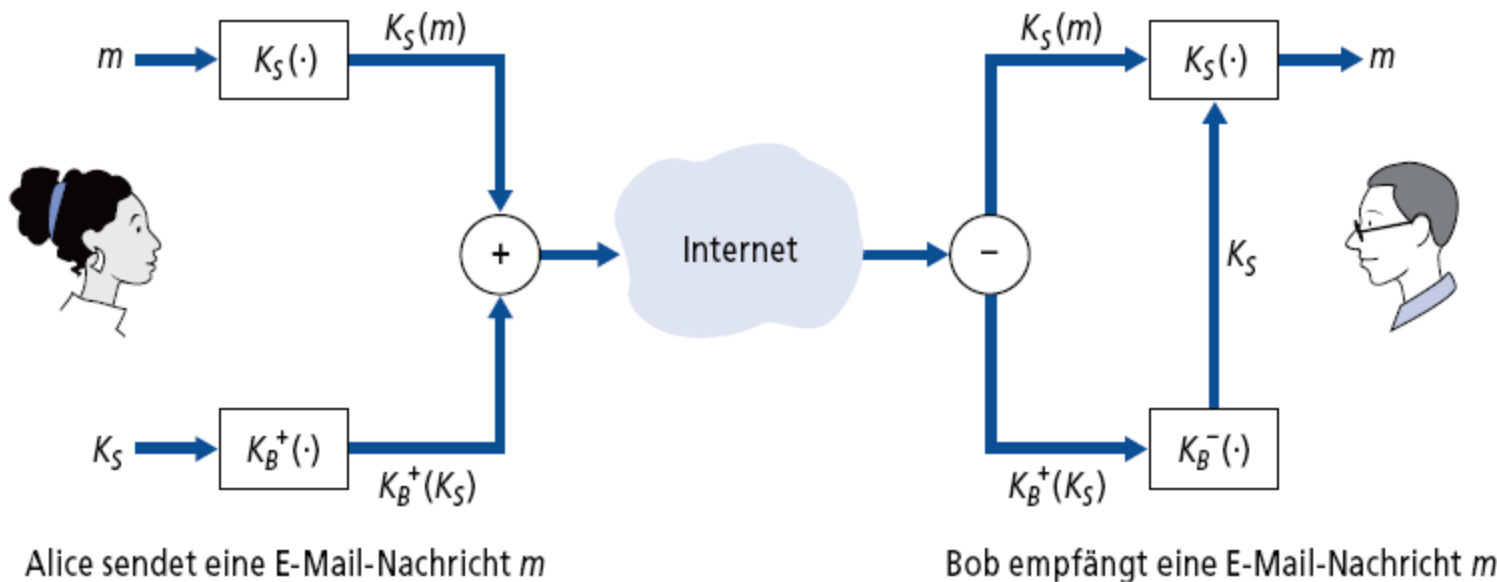 m
K_S(·)
K_S(m)
K_S(m)
K_S(·)
m
+
Internet
−
K_S
K_S
K_B^+(·)
K_B^+(K_S)
K_B^+(K_S)
K_B^−(·)
Alice sendet eine E-Mail-Nachricht m
Bob empfängt eine E-Mail-Nachricht m